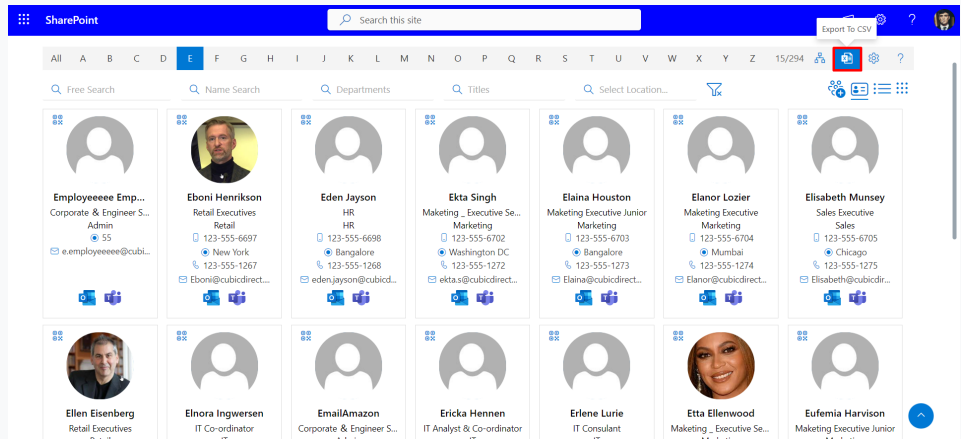 SharePoint
Search this site
?
Export To CSV
All A B C D E F G H I J K L M N O P Q R S T U V W X Y Z 15/294 ?
Free Search Name Search Departments Titles Select Location...
Employeeeee Emp... Eboni Henrikson Eden Jayson Ekta Singh Elaina Houston Elanor Lozier Elisabeth Munsey
Corporate & Engineer S... Retail Executives HR Maketing _ Executive Se... Maketing Executive Junior Maketing Executive Sales Executive
Admin Retail HR Marketing Marketing Marketing Sales
55 123-555-6697 123-555-6698 123-555-6702 123-555-6703 123-555-6704 123-555-6705
e.employeeeee@cubi... New York Bangalore Washington DC Bangalore Mumbai Chicago
123-555-1267 123-555-1268 123-555-1272 123-555-1273 123-555-1274 123-555-1275
Eboni@cubicdirect... eden.jayson@cubicd... ekta.s@cubicdirect... Elaina@cubicdirect... Elanor@cubicdirect... Elisabeth@cubicdir...
Ellen Eisenberg Elnora Ingwersen EmailAmazon Ericka Hennen Erlene Lurie Etta Ellenwood Eufemia Harvison
Retail Executives IT Co-ordinator Corporate & Engineer S... IT Analyst & Co-ordinator IT Consulant Maketing _ Executive Se... Maketing Executive Junior